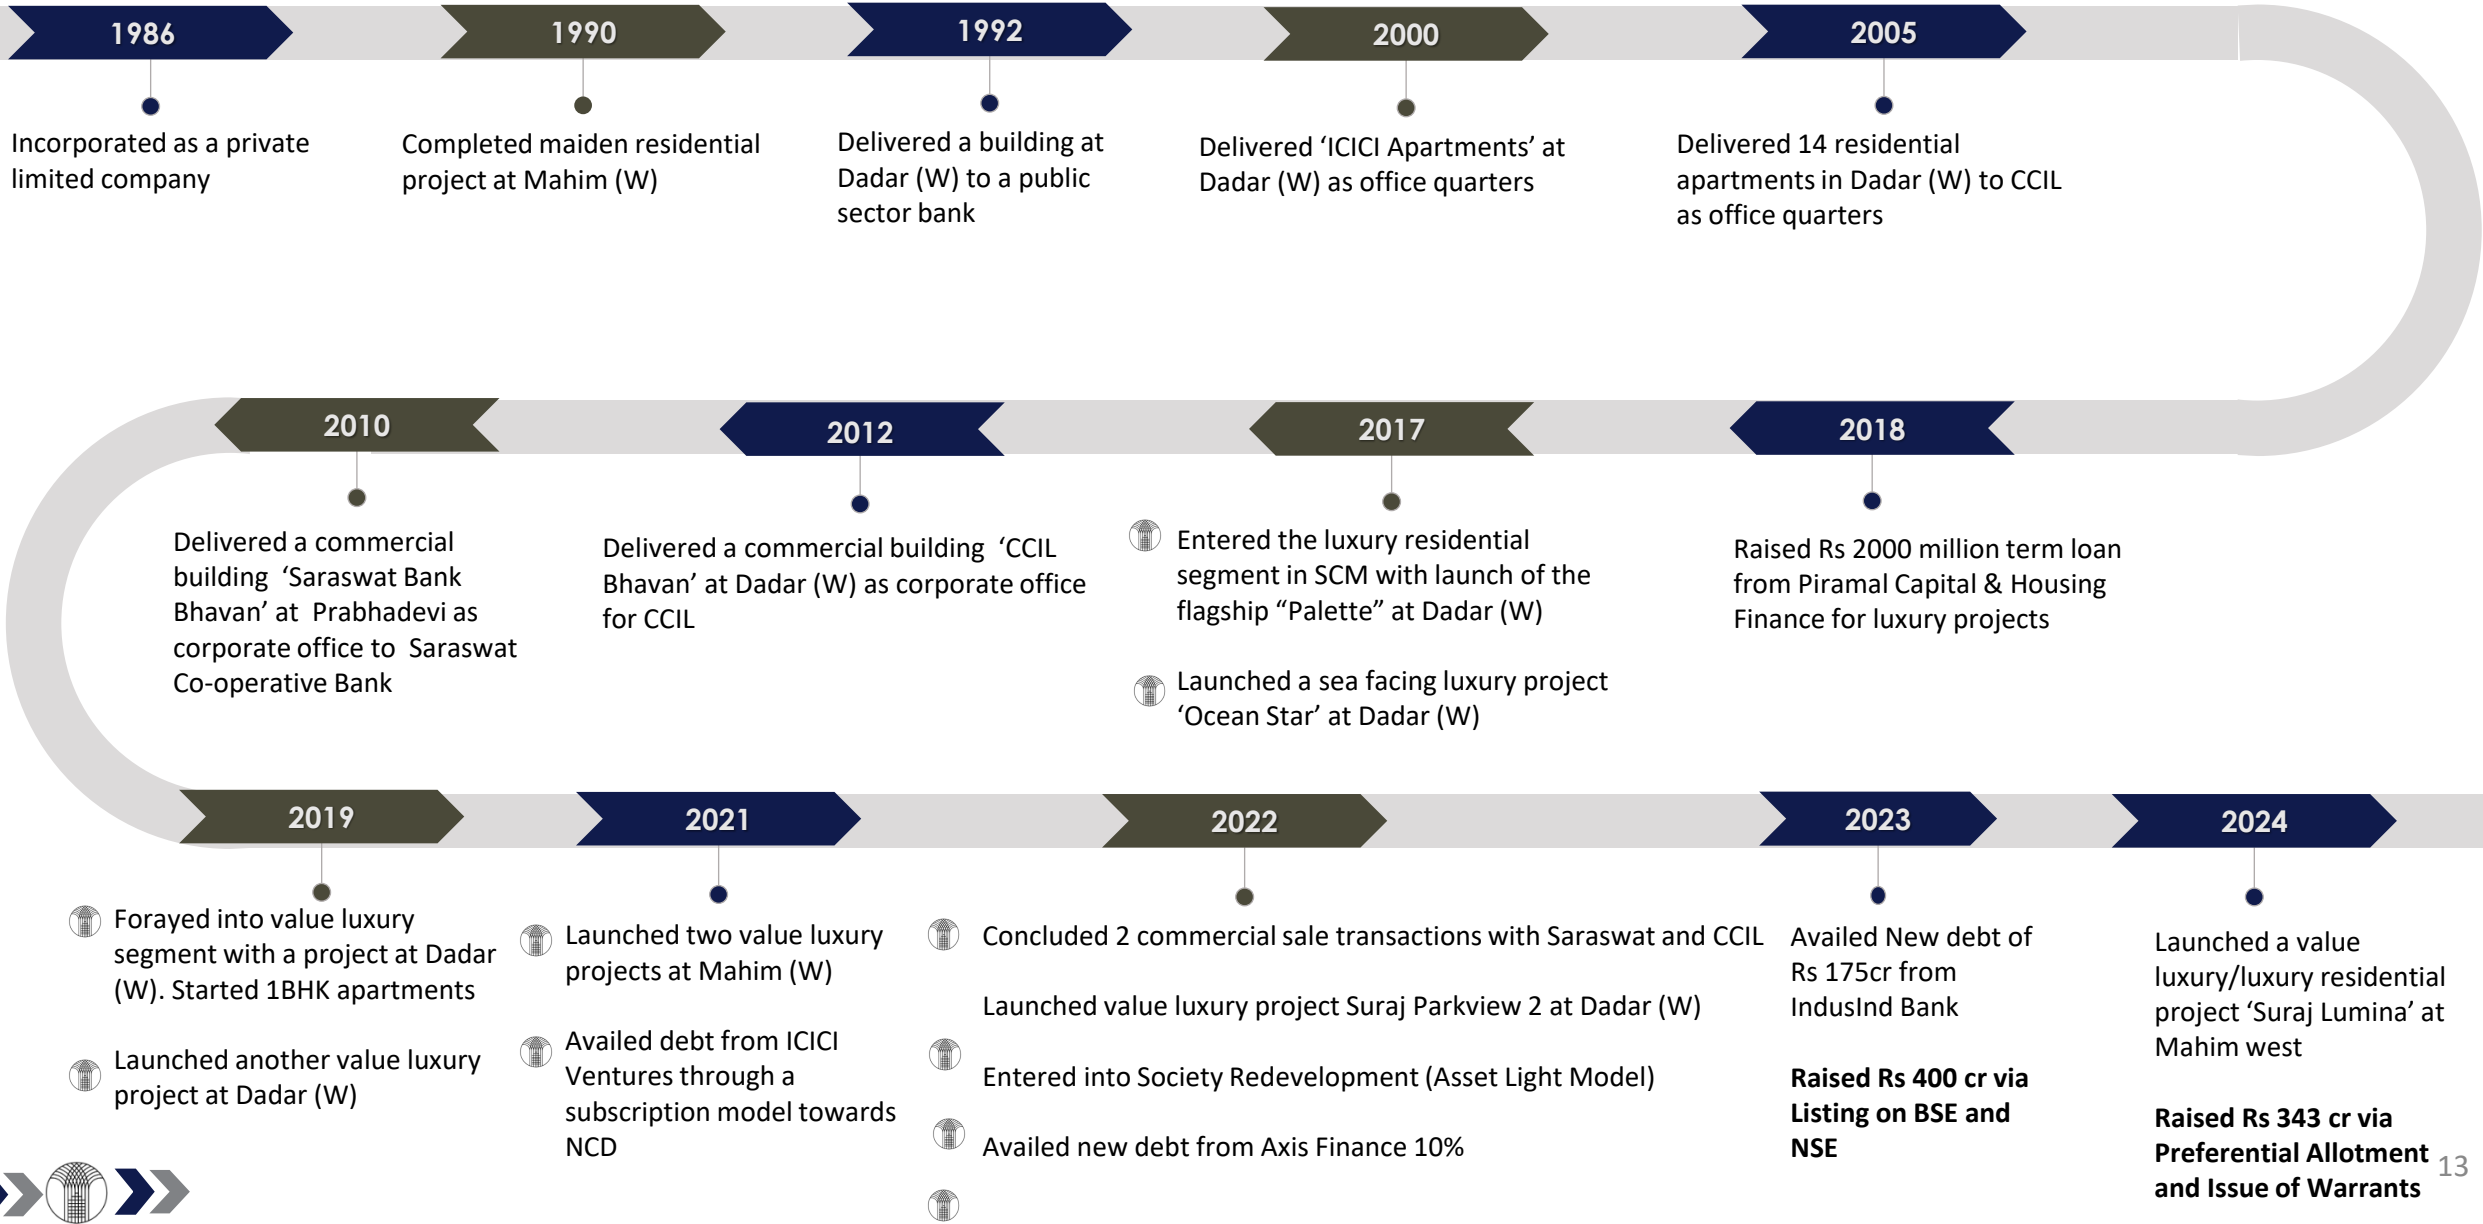 1986
Incorporated as a private
limited company
1990
Completed maiden residential
project at Mahim (W)
1992
Delivered a building at
Dadar (W) to a public
sector bank
2000
Delivered ‘ICICI Apartments’ at
Dadar (W) as office quarters
2005
Delivered 14 residential
apartments in Dadar (W) to CCIL
as office quarters
2010
Delivered a commercial
building ‘Saraswat Bank
Bhavan’ at Prabhadevi as
corporate office to Saraswat
Co-operative Bank
2012
Delivered a commercial building ‘CCIL
Bhavan’ at Dadar (W) as corporate office
for CCIL
2017
Entered the luxury residential
segment in SCM with launch of the
flagship “Palette” at Dadar (W)
Launched a sea facing luxury project
‘Ocean Star’ at Dadar (W)
2018
Raised Rs 2000 million term loan
from Piramal Capital & Housing
Finance for luxury projects
2019
Forayed into value luxury
segment with a project at Dadar
(W). Started 1BHK apartments
Launched another value luxury
project at Dadar (W)
2021
Launched two value luxury
projects at Mahim (W)
Availed debt from ICICI
Ventures through a
subscription model towards
NCD
2022
Concluded 2 commercial sale transactions with Saraswat and CCIL
Launched value luxury project Suraj Parkview 2 at Dadar (W)
Entered into Society Redevelopment (Asset Light Model)
Availed new debt from Axis Finance 10%
2023
Availed New debt of
Rs 175cr from
IndusInd Bank
Raised Rs 400 cr via
Listing on BSE and
NSE
2024
Launched a value
luxury/luxury residential
project ‘Suraj Lumina’ at
Mahim west
Raised Rs 343 cr via
Preferential Allotment
and Issue of Warrants
13